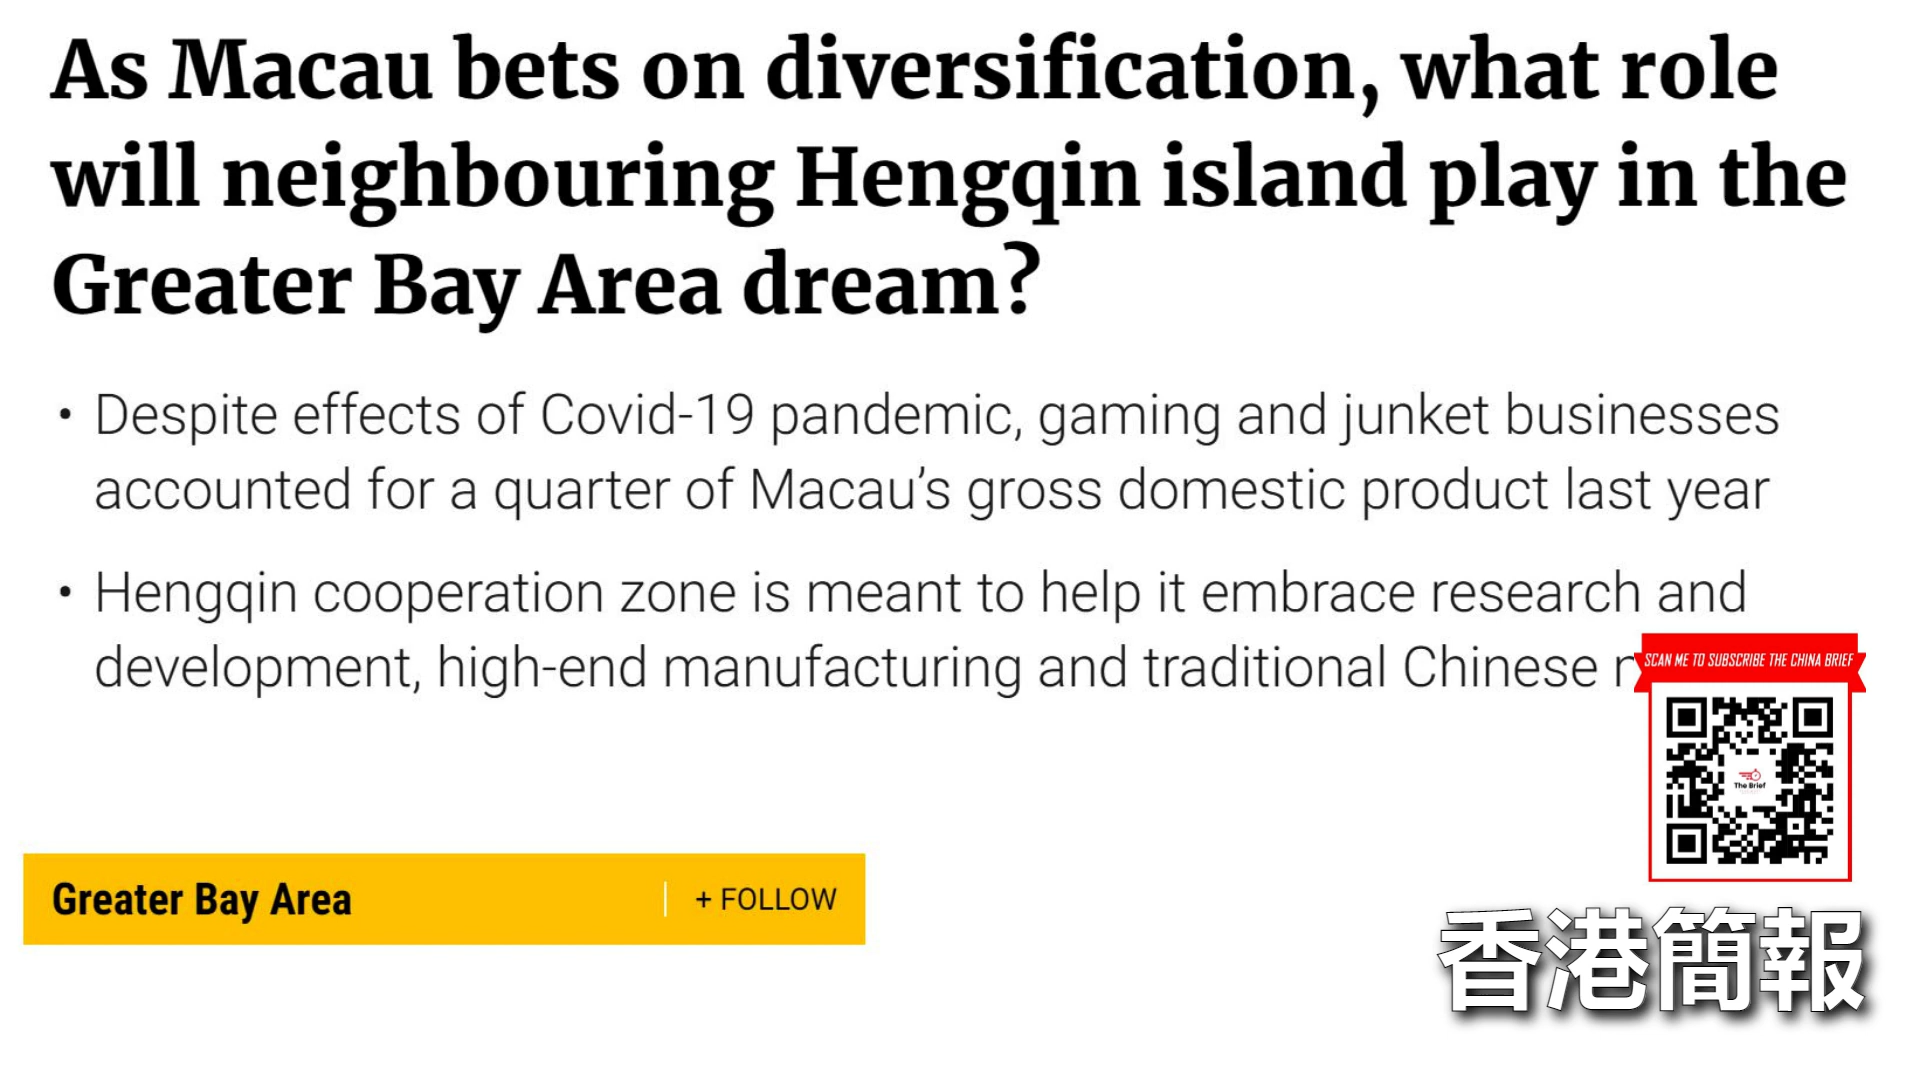 As Macau bets on diversification, what role
will neighbouring Hengqin island play in the
Greater Bay Area dream?
• Despite effects of Covid-19 pandemic, gaming and junket businesses
accounted for a quarter of Macau’s gross domestic product last year
• Hengqin cooperation zone is meant to help it embrace research and
development, high-end manufacturing and traditional Chinese
SCAN ME TO SUBSCRIBE THE CHINA BRIEF
The Brief
Greater Bay Area
+ FOLLOW
香港簡報